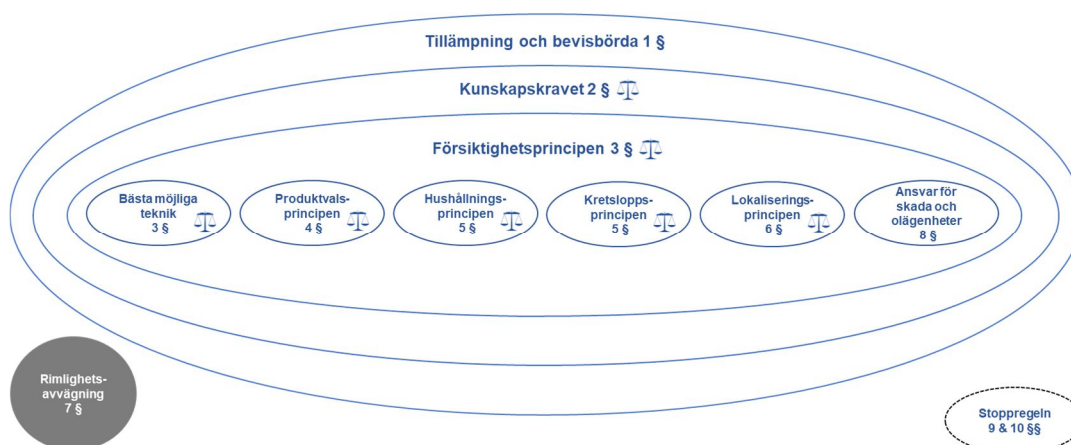 Tillämpning och bevisbörda 1 §
Kunskapskravet 2 §
Försiktighetsprincipen 3 §
Bästa möjliga
teknik
3 §
Produktvals-
principen
4 §
Hushållnings-
principen
5 §
Kretslopps-
principen
5 §
Lokaliserings-
principen
6 §
Ansvar för
skada och
olägenheter
8 §
Rimlighets-
avvägning
7 §
Stoppregeln
9 & 10 §§